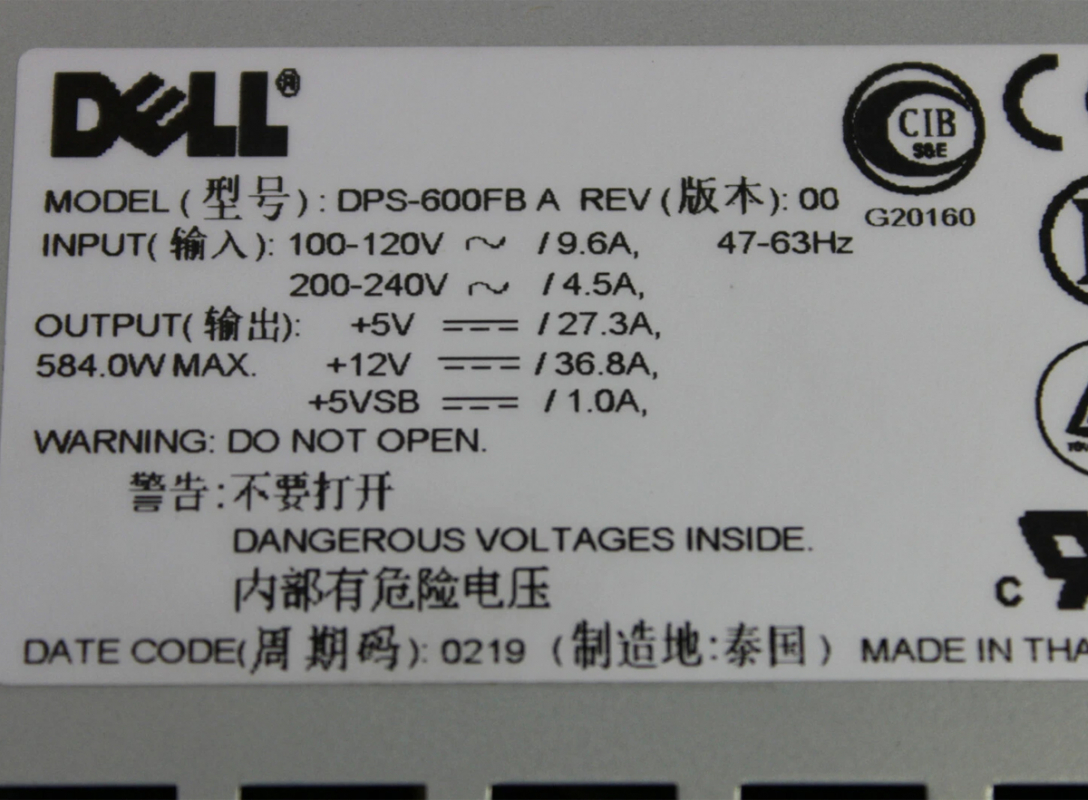 DELL®
CIB
S&E
G20160
MODEL (型号): DPS-600FB A REV (版本): 00
INPUT( 输入): 100-120V ~ / 9.6A, 47-63Hz
200-240V ~ / 4.5A,
OUTPUT( 输出): +5V ⎓ / 27.3A,
584.0W MAX. +12V ⎓ / 36.8A,
+5VSB ⎓ / 1.0A,
WARNING: DO NOT OPEN.
警告:不要打开
DANGEROUS VOLTAGES INSIDE.
内部有危险电压
C
DATE CODE(周期码): 0219 (制造地:泰国) MADE IN THA